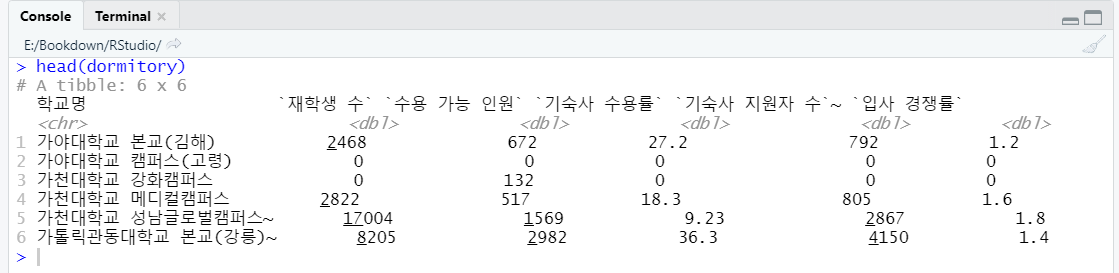 Console Terminal ×
E:/Bookdown/RStudio/
> head(dormitory)
# A tibble: 6 x 6
학교명 `재학생 수` `수용 가능 인원` `기숙사 수용률` `기숙사 지원자 수`~ `입사 경쟁률`
<chr> <dbl> <dbl> <dbl> <dbl> <dbl>
1 가야대학교 본교(김해) 2468 672 27.2 792 1.2
2 가야대학교 캠퍼스(고령) 0 0 0 0 0
3 가천대학교 강화캠퍼스 0 132 0 0 0
4 가천대학교 메디컬캠퍼스 2822 517 18.3 805 1.6
5 가천대학교 성남글로벌캠퍼스~ 17004 1569 9.23 2867 1.8
6 가톨릭관동대학교 본교(강릉)~ 8205 2982 36.3 4150 1.4
>